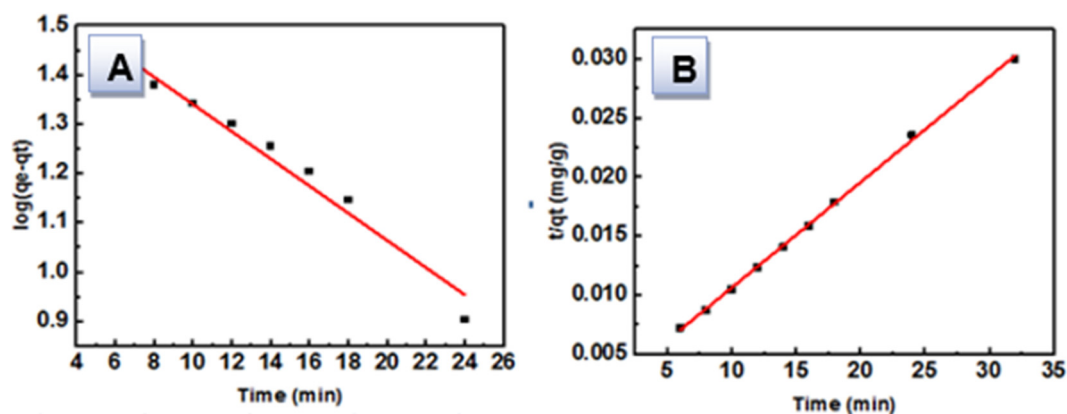 A
log(qe-qt)
1.5
1.4
1.3
1.2
1.1
1.0
0.9
4 6 8 10 12 14 16 18 20 22 24 26
Time (min)
B
t/qt (mg/g)
0.030
0.025
0.020
0.015
0.010
0.005
5 10 15 20 25 30 35
Time (min)